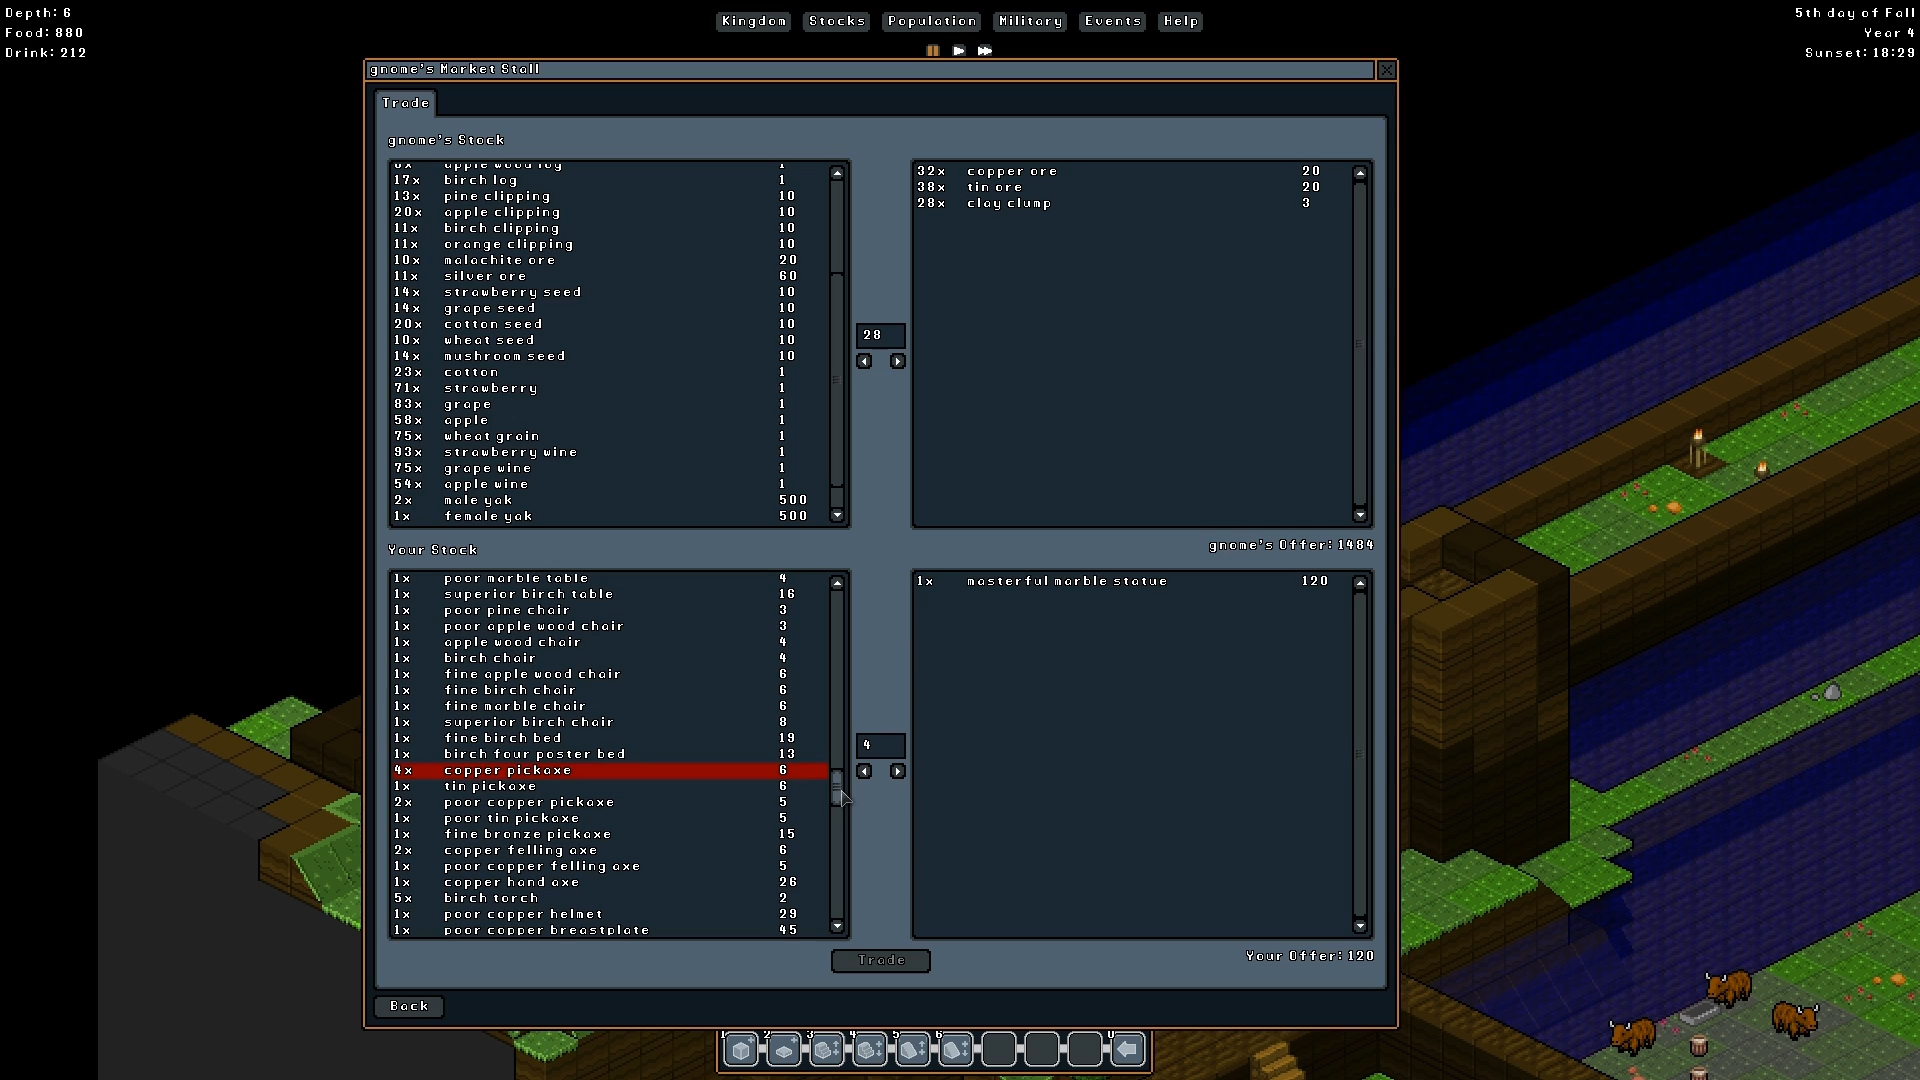 Depth: 6
Food: 880
Drink: 212
Kingdom Stocks Population Military Events Help
5th day of Fall
Year 4
Sunset: 18:29
gnome's Market Stall
Trade
gnome's Stock
apple wood log 1
17x birch log 1
13x pine clipping 10
20x apple clipping 10
11x birch clipping 10
11x orange clipping 10
10x malachite ore 20
11x silver ore 60
14x strawberry seed 10
14x grape seed 10
20x cotton seed 10
10x wheat seed 10
14x mushroom seed 10
23x cotton 1
71x strawberry 1
83x grape 1
58x apple 1
75x wheat grain 1
93x strawberry wine 1
75x grape wine 1
54x apple wine 1
2x male yak 500
1x female yak 500
28
32x copper ore 20
38x tin ore 20
28x clay clump 3
gnome's Offer: 1484
Your Stock
1x poor marble table 4
1x superior birch table 16
1x poor pine chair 3
1x poor apple wood chair 3
1x apple wood chair 4
1x birch chair 4
1x fine apple wood chair 6
1x fine birch chair 6
1x fine marble chair 6
1x superior birch chair 8
1x fine birch bed 19
1x birch four poster bed 13
4x copper pickaxe 6
1x tin pickaxe 6
2x poor copper pickaxe 5
1x poor tin pickaxe 5
1x fine bronze pickaxe 15
2x copper felling axe 6
1x poor copper felling axe 5
1x copper hand axe 26
5x birch torch 2
1x poor copper helmet 29
1x poor copper breastplate 45
4
1x masterful marble statue 120
Your Offer: 120
Trade
Back
1 2 3 4 5 6 0